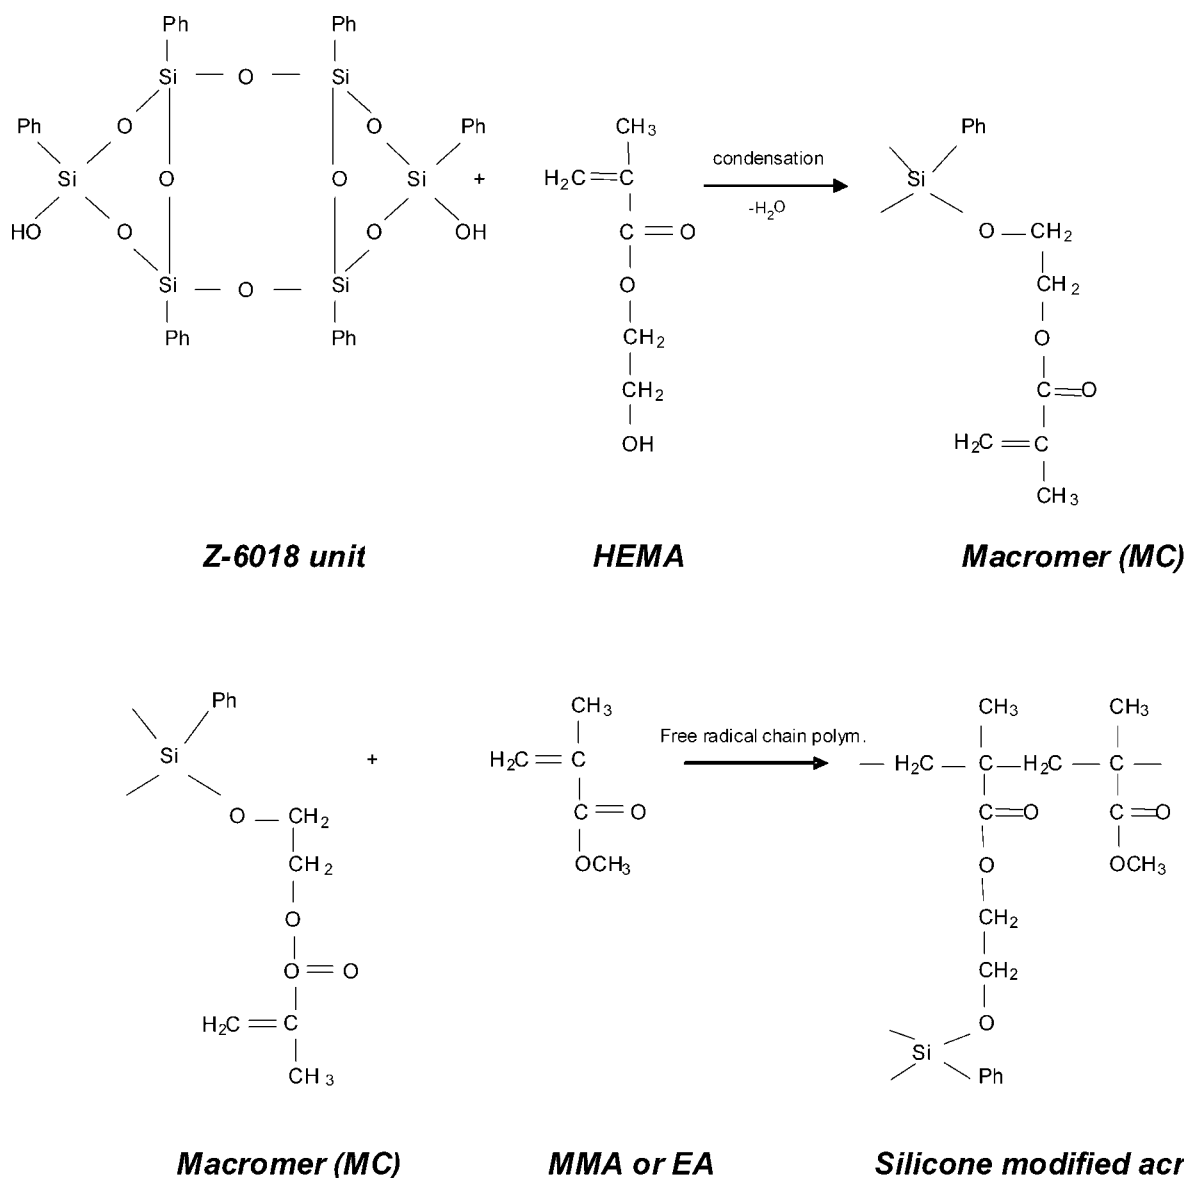 Ph Ph
Si — O — Si
Ph O O Ph CH₃ Ph
condensation
Si O O Si + H₂C=C Si
-H₂O
HO O O OH C=O O—CH₂
Si — O — Si O CH₂
Ph Ph CH₂ O
CH₂ C=O
OH H₂C=C
CH₃
Z-6018 unit HEMA Macromer (MC)
Ph CH₃ CH₃ CH₃
Free radical chain polym.
Si + H₂C=C — H₂C—C—H₂C—C—
O—CH₂ C=O C=O C=O
CH₂ OCH₃ O OCH₃
O CH₂
O=O CH₂
H₂C=C O
Si
CH₃ Ph
Macromer (MC) MMA or EA Silicone modified acr